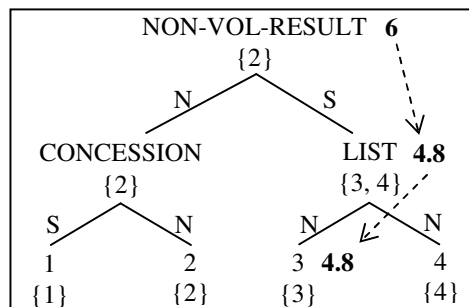 NON-VOL-RESULT 6
{2}
N S
CONCESSION LIST 4.8
{2} {3, 4}
S N N N
1 2 3 4.8 4
{1} {2} {3} {4}